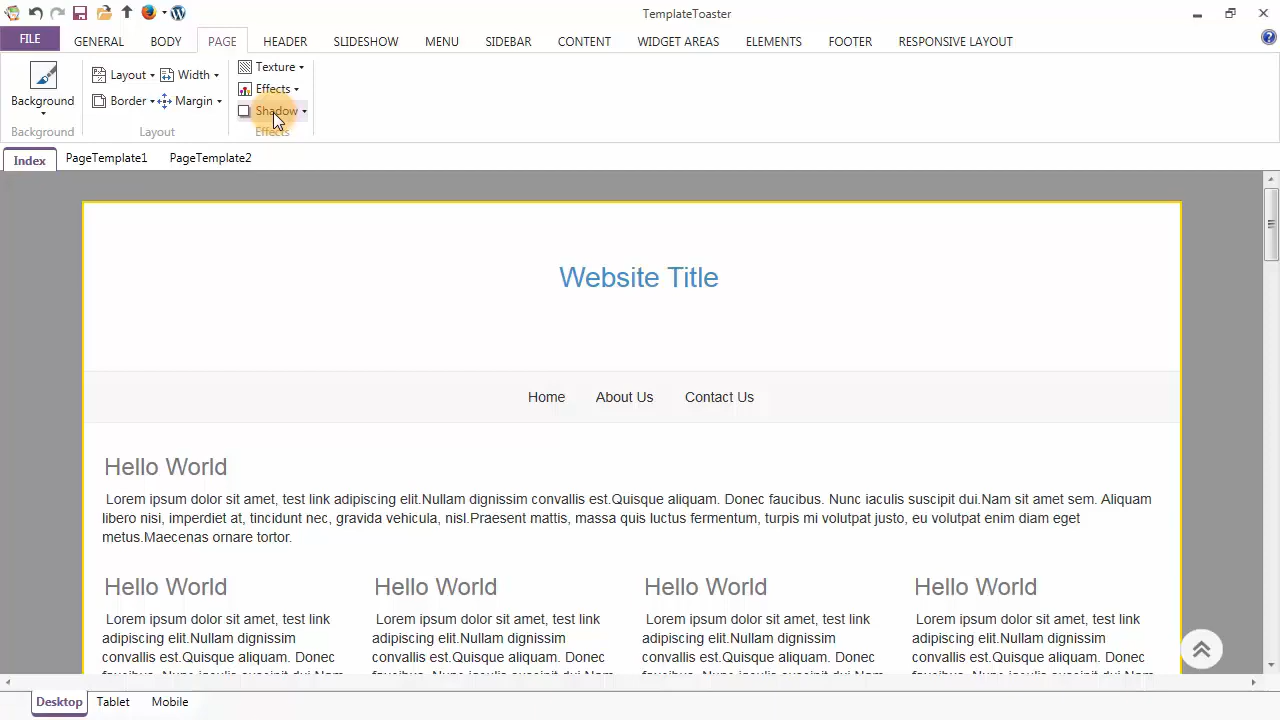 TemplateToaster
FILE GENERAL BODY PAGE HEADER SLIDESHOW MENU SIDEBAR CONTENT WIDGET AREAS ELEMENTS FOOTER RESPONSIVE LAYOUT
Background
Layout Width
Border Margin
Texture
Effects
Shadow
Background Layout Effects
Index PageTemplate1 PageTemplate2
Website Title
Home About Us Contact Us
Hello World
Lorem ipsum dolor sit amet, test link adipiscing elit.Nullam dignissim convallis est.Quisque aliquam. Donec faucibus. Nunc iaculis suscipit dui.Nam sit amet sem. Aliquam
libero nisi, imperdiet at, tincidunt nec, gravida vehicula, nisl.Praesent mattis, massa quis luctus fermentum, turpis mi volutpat justo, eu volutpat enim diam eget
metus.Maecenas ornare tortor.
Hello World
Lorem ipsum dolor sit amet, test link
adipiscing elit.Nullam dignissim
convallis est.Quisque aliquam. Donec
Hello World
Lorem ipsum dolor sit amet, test link
adipiscing elit.Nullam dignissim
convallis est.Quisque aliquam. Donec
Hello World
Lorem ipsum dolor sit amet, test link
adipiscing elit.Nullam dignissim
convallis est.Quisque aliquam. Donec
Hello World
Lorem ipsum dolor sit amet, test link
adipiscing elit.Nullam dignissim
convallis est.Quisque aliquam. Donec
Desktop Tablet Mobile